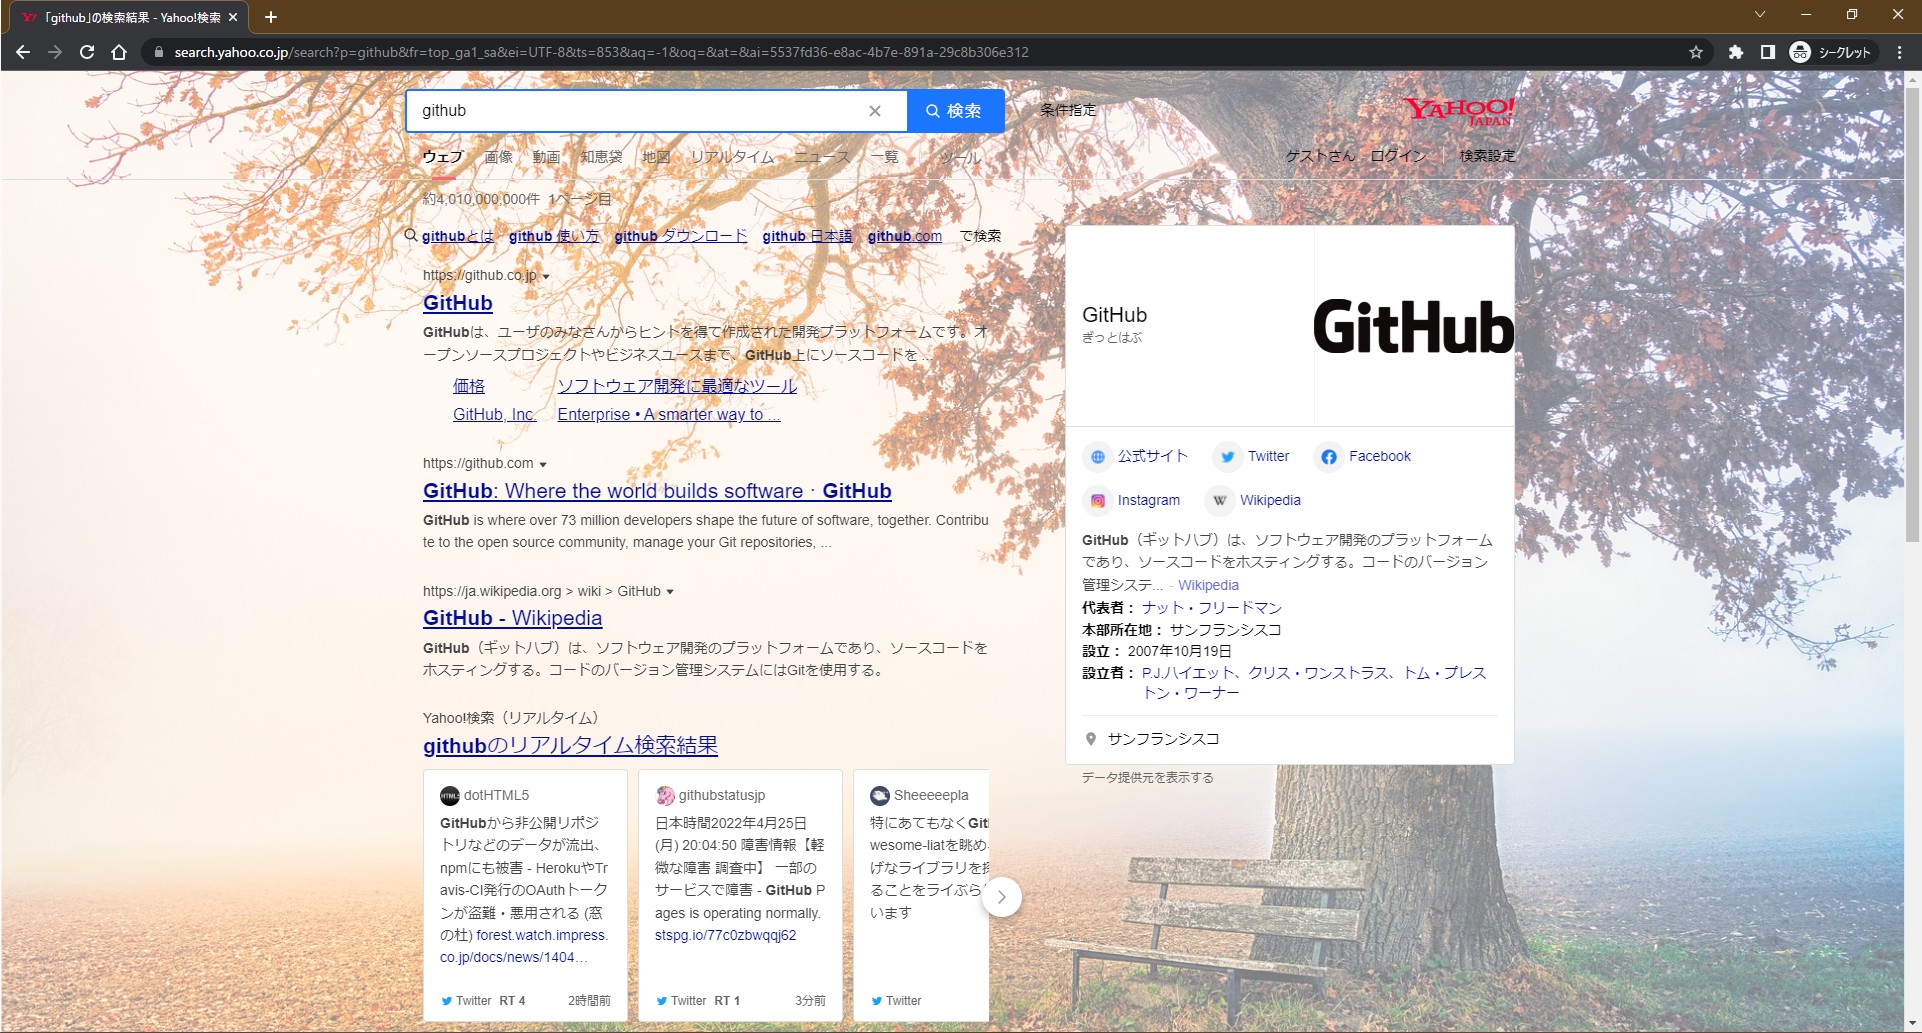 「github」の検索結果 - Yahoo!検索
search.yahoo.co.jp/search?p=github&fr=top_ga1_sa&ei=UTF-8&ts=853&aq=-1&oq=&at=&ai=5537fd36-e8ac-4b7e-891a-29c8b306e312
シークレット
github
検索
条件指定
YAHOO!
JAPAN
ウェブ 画像 動画 知恵袋 地図 リアルタイム ニュース 一覧 ツール
ゲストさん ログイン 検索設定
約4,010,000,000件 1ページ目
githubとは github 使い方 github ダウンロード github 日本語 github.com で検索
https://github.co.jp
GitHub
GitHubは、ユーザのみなさんからヒントを得て作成された開発プラットフォームです。オ
ープンソースプロジェクトやビジネスユースまで、GitHub上にソースコードを ...
価格 ソフトウェア開発に最適なツール
GitHub, Inc. Enterprise • A smarter way to ...
https://github.com
GitHub: Where the world builds software · GitHub
GitHub is where over 73 million developers shape the future of software, together. Contribu
te to the open source community, manage your Git repositories, ...
https://ja.wikipedia.org > wiki > GitHub
GitHub - Wikipedia
GitHub（ギットハブ）は、ソフトウェア開発のプラットフォームであり、ソースコードを
ホスティングする。コードのバージョン管理システムにはGitを使用する。
Yahoo!検索（リアルタイム）
githubのリアルタイム検索結果
HTML5 dotHTML5
GitHubから非公開リポジ
トリなどのデータが流出、
npmにも被害 - HerokuやTr
avis-CI発行のOAuthトーク
ンが盗難・悪用される (窓
の杜) forest.watch.impress.
co.jp/docs/news/1404…
Twitter RT 4 2時間前
githubstatusjp
日本時間2022年4月25日
(月) 20:04:50 障害情報【軽
微な障害 調査中】 一部の
サービスで障害 - GitHub P
ages is operating normally.
stspg.io/77c0zbwqqj62
Twitter RT 1 3分前
Sheeeeepla
特にあてもなくGit
wesome-liatを眺め
げなライブラリを探
ることをライぶら
います
Twitter
GitHub
ぎっとはぶ
GitHub
公式サイト Twitter Facebook
Instagram Wikipedia
GitHub（ギットハブ）は、ソフトウェア開発のプラットフォーム
であり、ソースコードをホスティングする。コードのバージョン
管理システ... - Wikipedia
代表者： ナット・フリードマン
本部所在地： サンフランシスコ
設立： 2007年10月19日
設立者： P.J.ハイエット、クリス・ワンストラス、トム・プレス
トン・ワーナー
サンフランシスコ
データ提供元を表示する